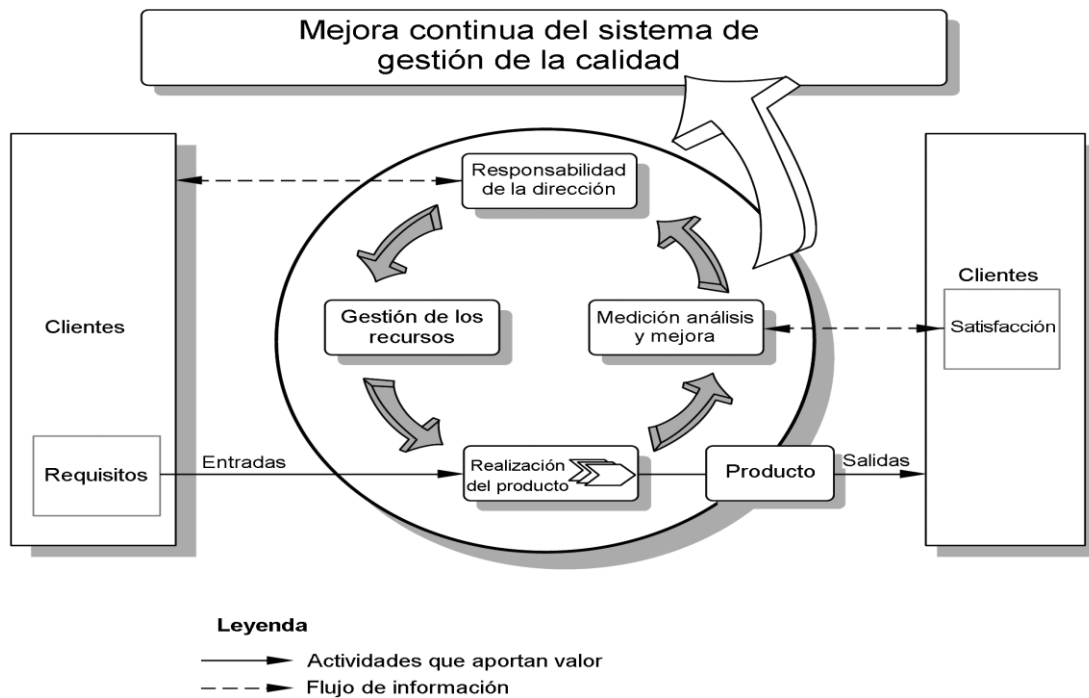 Mejora continua del sistema de
gestión de la calidad
Responsabilidad
de la dirección
Clientes
Gestión de los
recursos
Medición análisis
y mejora
Clientes
Satisfacción
Requisitos
Entradas
Realización
del producto
Producto
Salidas
Leyenda
Actividades que aportan valor
Flujo de información